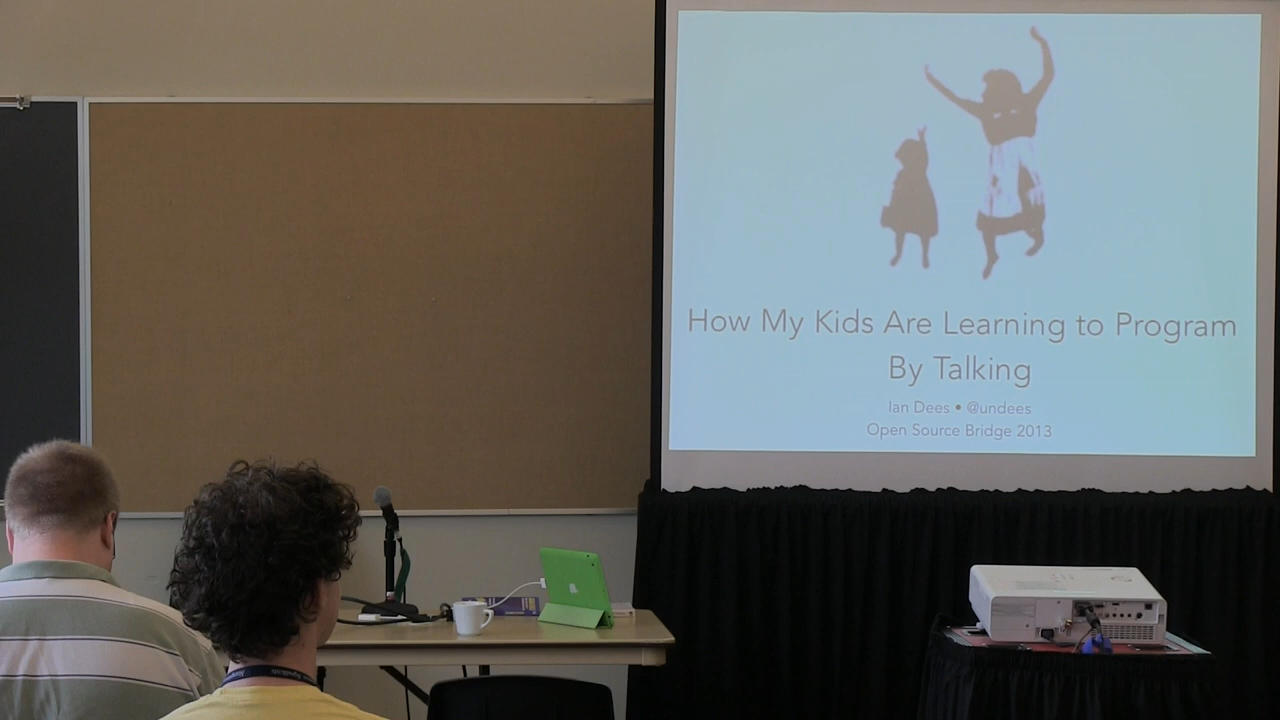 How My Kids Are Learning to Program
By Talking
Ian Dees • @undees
Open Source Bridge 2013